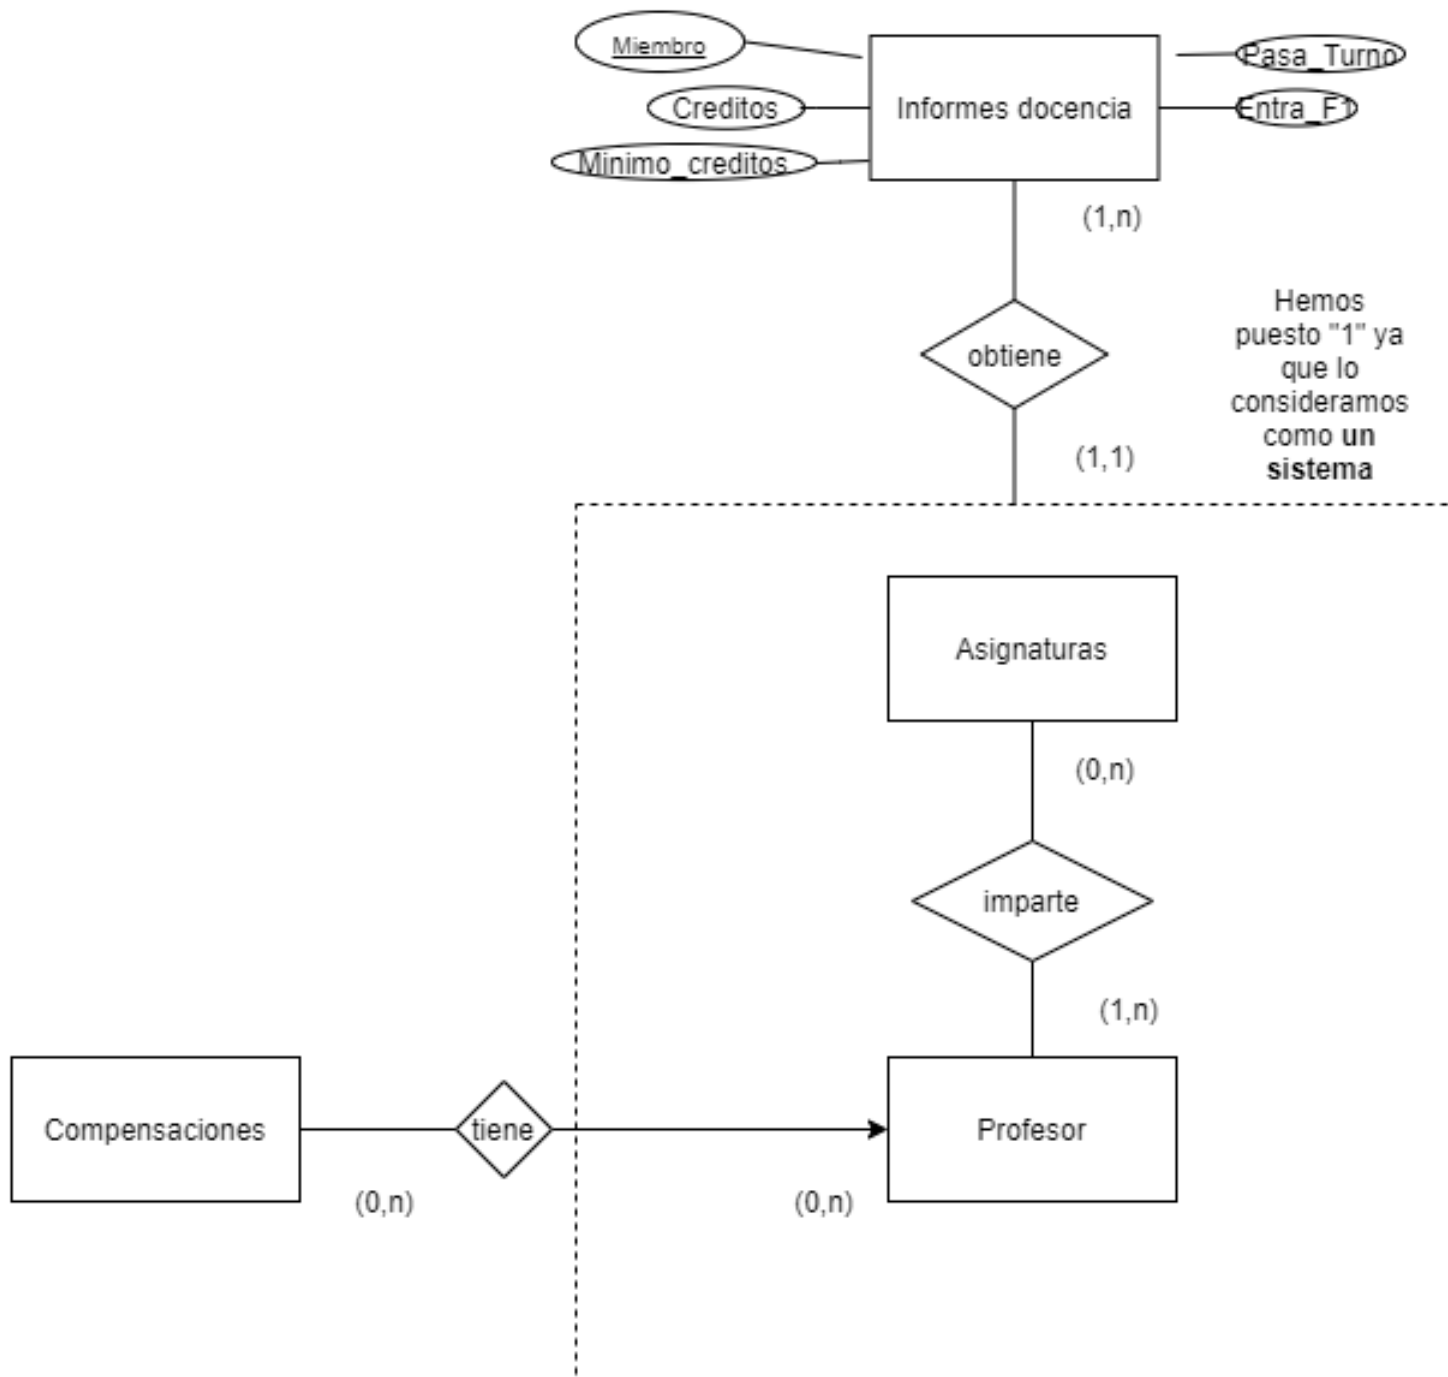 Miembro
Pasa_Turno
Creditos
Informes docencia
Entra_F1
Minimo_creditos
(1,n)
obtiene
Hemos
puesto "1" ya
que lo
consideramos
como un
sistema
(1,1)
Asignaturas
(0,n)
imparte
(1,n)
Compensaciones
tiene
Profesor
(0,n)
(0,n)